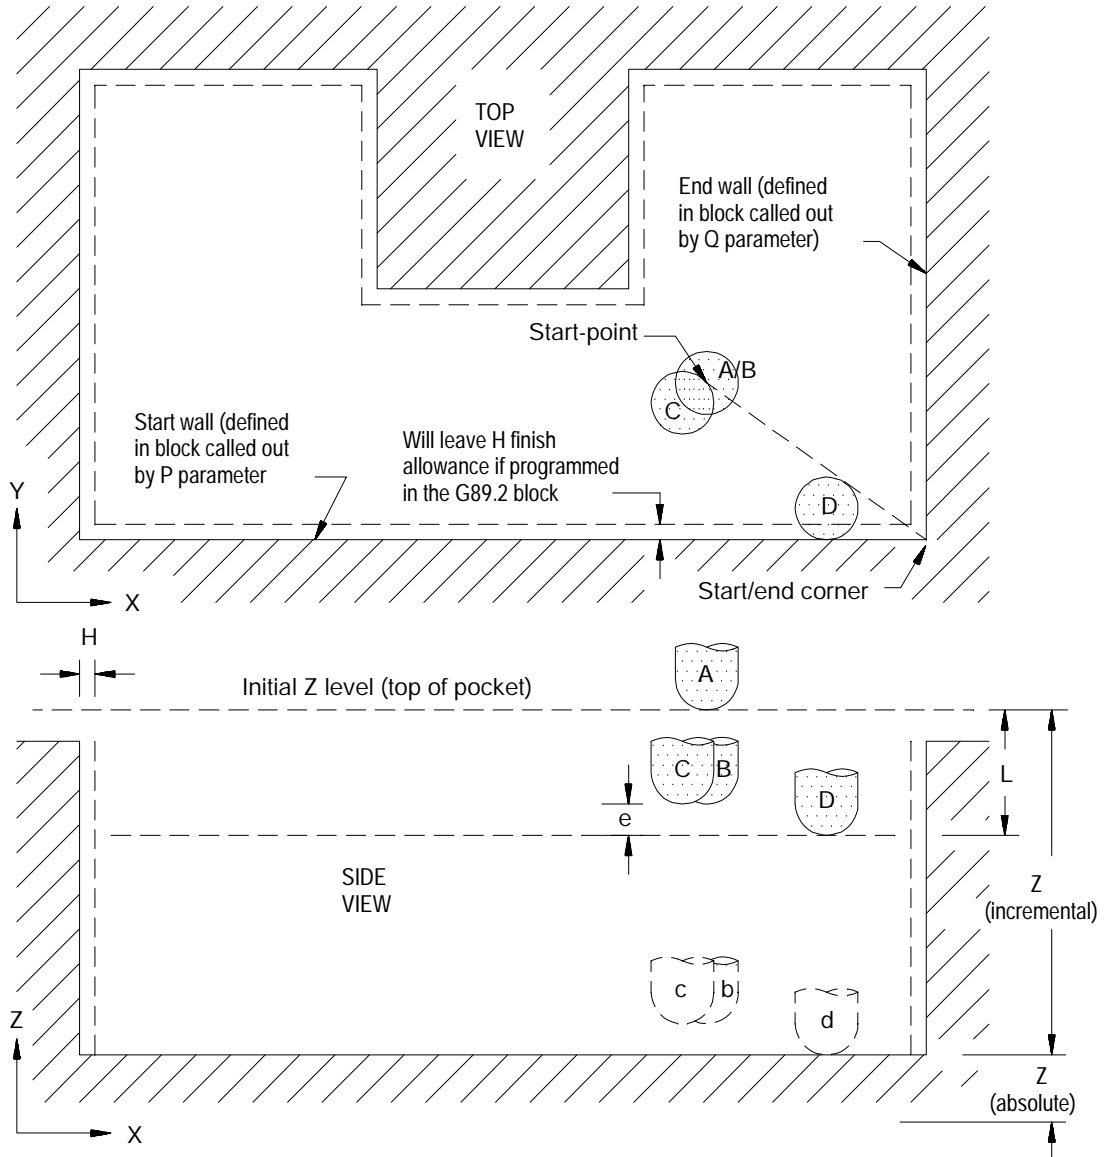 TOP
VIEW
End wall (defined
in block called out
by Q parameter)
Start-point
A/B
C
Start wall (defined
in block called out
by P parameter
Will leave H finish
allowance if programmed
in the G89.2 block
D
Y
X
Start/end corner
H
A
Initial Z level (top of pocket)
C
B
D
L
e
SIDE
VIEW
Z
(incremental)
c
b
d
Z
X
Z
(absolute)